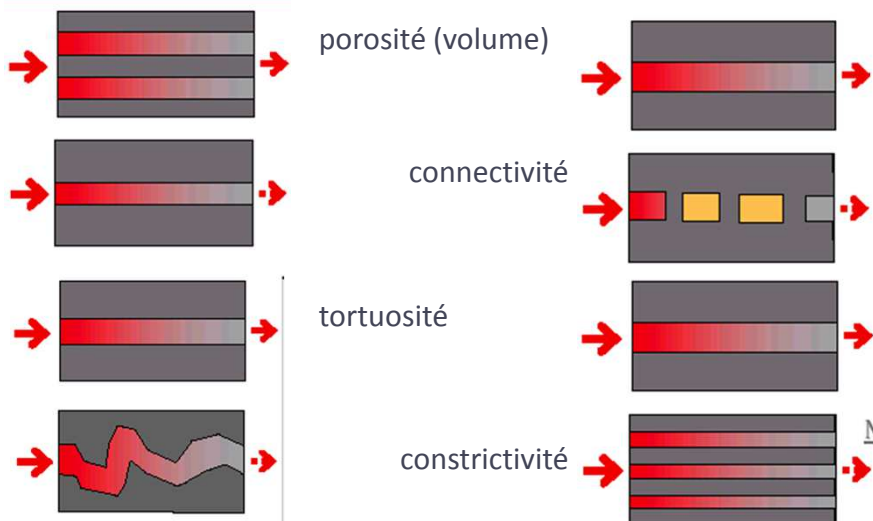 porosité (volume)
connectivité
tortuosité
constrictivité